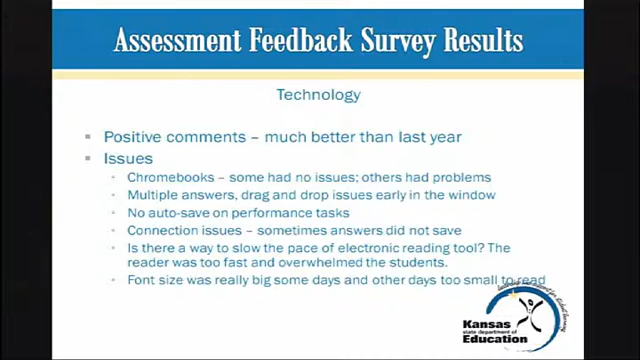 Assessment Feedback Survey Results
Technology
Positive comments – much better than last year
Issues
Chromebooks – some had no issues; others had problems
Multiple answers, drag and drop issues early in the window
No auto-save on performance tasks
Connection issues – sometimes answers did not save
Is there a way to slow the pace of electronic reading tool? The
reader was too fast and overwhelmed the students.
Font size was really big some days and other days too small to read
Kansas
state department of
Education